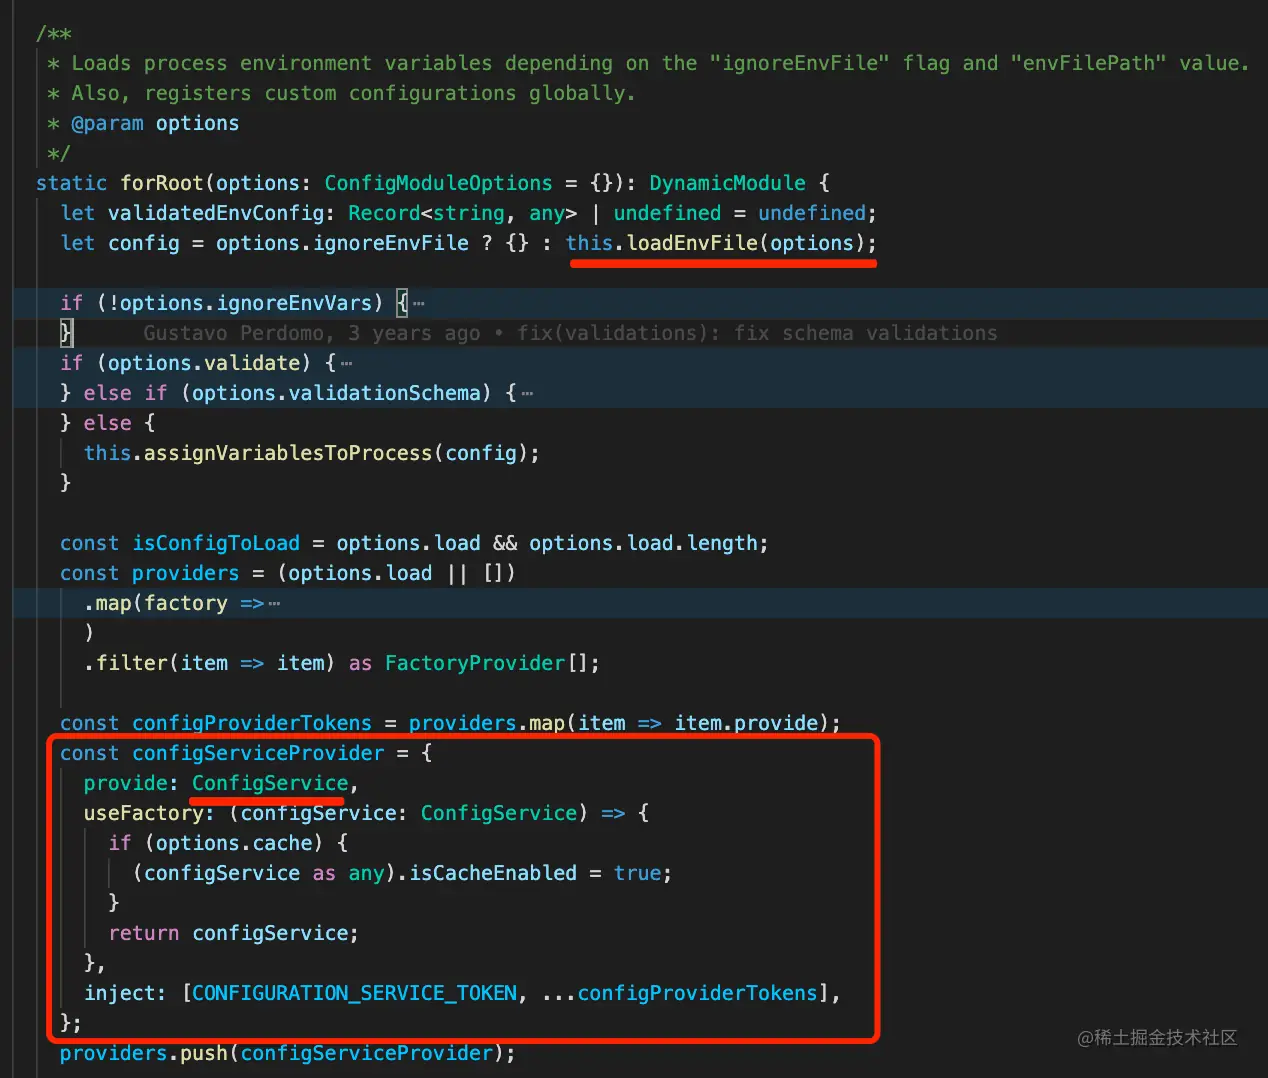 /**
* Loads process environment variables depending on the "ignoreEnvFile" flag and "envFilePath" value.
* Also, registers custom configurations globally.
* @param options
*/
static forRoot(options: ConfigModuleOptions = {}): DynamicModule {
let validatedEnvConfig: Record<string, any> | undefined = undefined;
let config = options.ignoreEnvFile ? {} : this.loadEnvFile(options);
if (!options.ignoreEnvVars) {⋯
} Gustavo Perdomo, 3 years ago • fix(validations): fix schema validations
if (options.validate) {⋯
} else if (options.validationSchema) {⋯
} else {
this.assignVariablesToProcess(config);
}
const isConfigToLoad = options.load && options.load.length;
const providers = (options.load || [])
.map(factory =>⋯
)
.filter(item => item) as FactoryProvider[];
const configProviderTokens = providers.map(item => item.provide);
const configServiceProvider = {
provide: ConfigService,
useFactory: (configService: ConfigService) => {
if (options.cache) {
(configService as any).isCacheEnabled = true;
}
return configService;
},
inject: [CONFIGURATION_SERVICE_TOKEN, ...configProviderTokens],
};
providers.push(configServiceProvider);
@稀土掘金技术社区